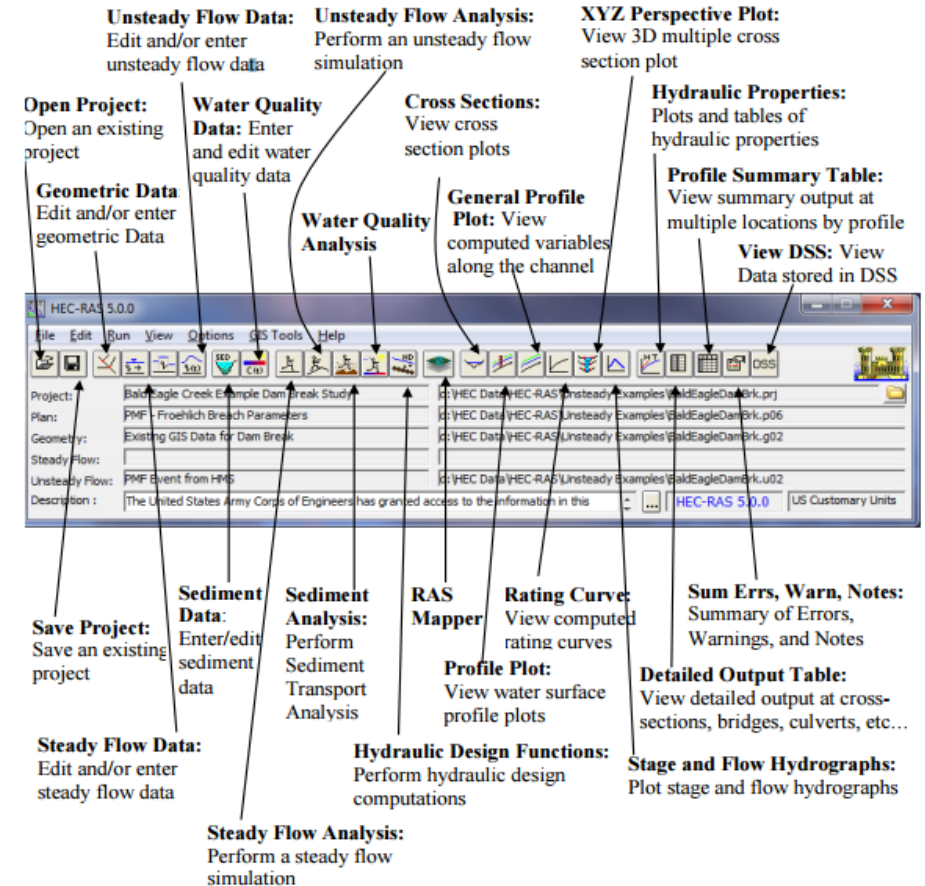 Unsteady Flow Data:
Edit and/or enter
unsteady flow data
Unsteady Flow Analysis:
Perform an unsteady flow
simulation
XYZ Perspective Plot:
View 3D multiple cross
section plot
Open Project:
Open an existing
project
Water Quality
Data: Enter
and edit water
quality data
Cross Sections:
View cross
section plots
Hydraulic Properties:
Plots and tables of
hydraulic properties
Geometric Data
Edit and/or enter
geometric Data
Water Quality
Analysis
General Profile
Plot: View
computed variables
along the channel
Profile Summary Table:
View summary output at
multiple locations by profile
View DSS: View
Data stored in DSS
HEC-RAS 5.0.0
File Edit Run View Options GIS Tools Help
SED
CHJ
HD
M T
DSS
Project: Bald Eagle Creek Example Dam Break Study d:\HEC Data\HEC-RAS\Unsteady Examples\BaldEagleDamBrk.prj
Plan: PMF - Froehlich Breach Parameters d:\HEC Data\HEC-RAS\Unsteady Examples\BaldEagleDamBrk.p06
Geometry: Existing GIS Data for Dam Break d:\HEC Data\HEC-RAS\Unsteady Examples\BaldEagleDamBrk.g02
Steady Flow:
Unsteady Flow: PMF Event from HMS d:\HEC Data\HEC-RAS\Unsteady Examples\BaldEagleDamBrk.u02
Description : The United States Army Corps of Engineers has granted access to the information in this ... HEC-RAS 5.0.0 US Customary Units
Save Project:
Save an existing
project
Sediment
Data:
Enter/edit
sediment
data
Sediment
Analysis:
Perform
Sediment
Transport
Analysis
RAS
Mapper
Rating Curve:
View computed
rating curves
Sum Errs, Warn, Notes:
Summary of Errors,
Warnings, and Notes
Profile Plot:
View water surface
profile plots
Detailed Output Table:
View detailed output at cross-
sections, bridges, culverts, etc…
Steady Flow Data:
Edit and/or enter
steady flow data
Hydraulic Design Functions:
Perform hydraulic design
computations
Stage and Flow Hydrographs:
Plot stage and flow hydrographs
Steady Flow Analysis:
Perform a steady flow
simulation